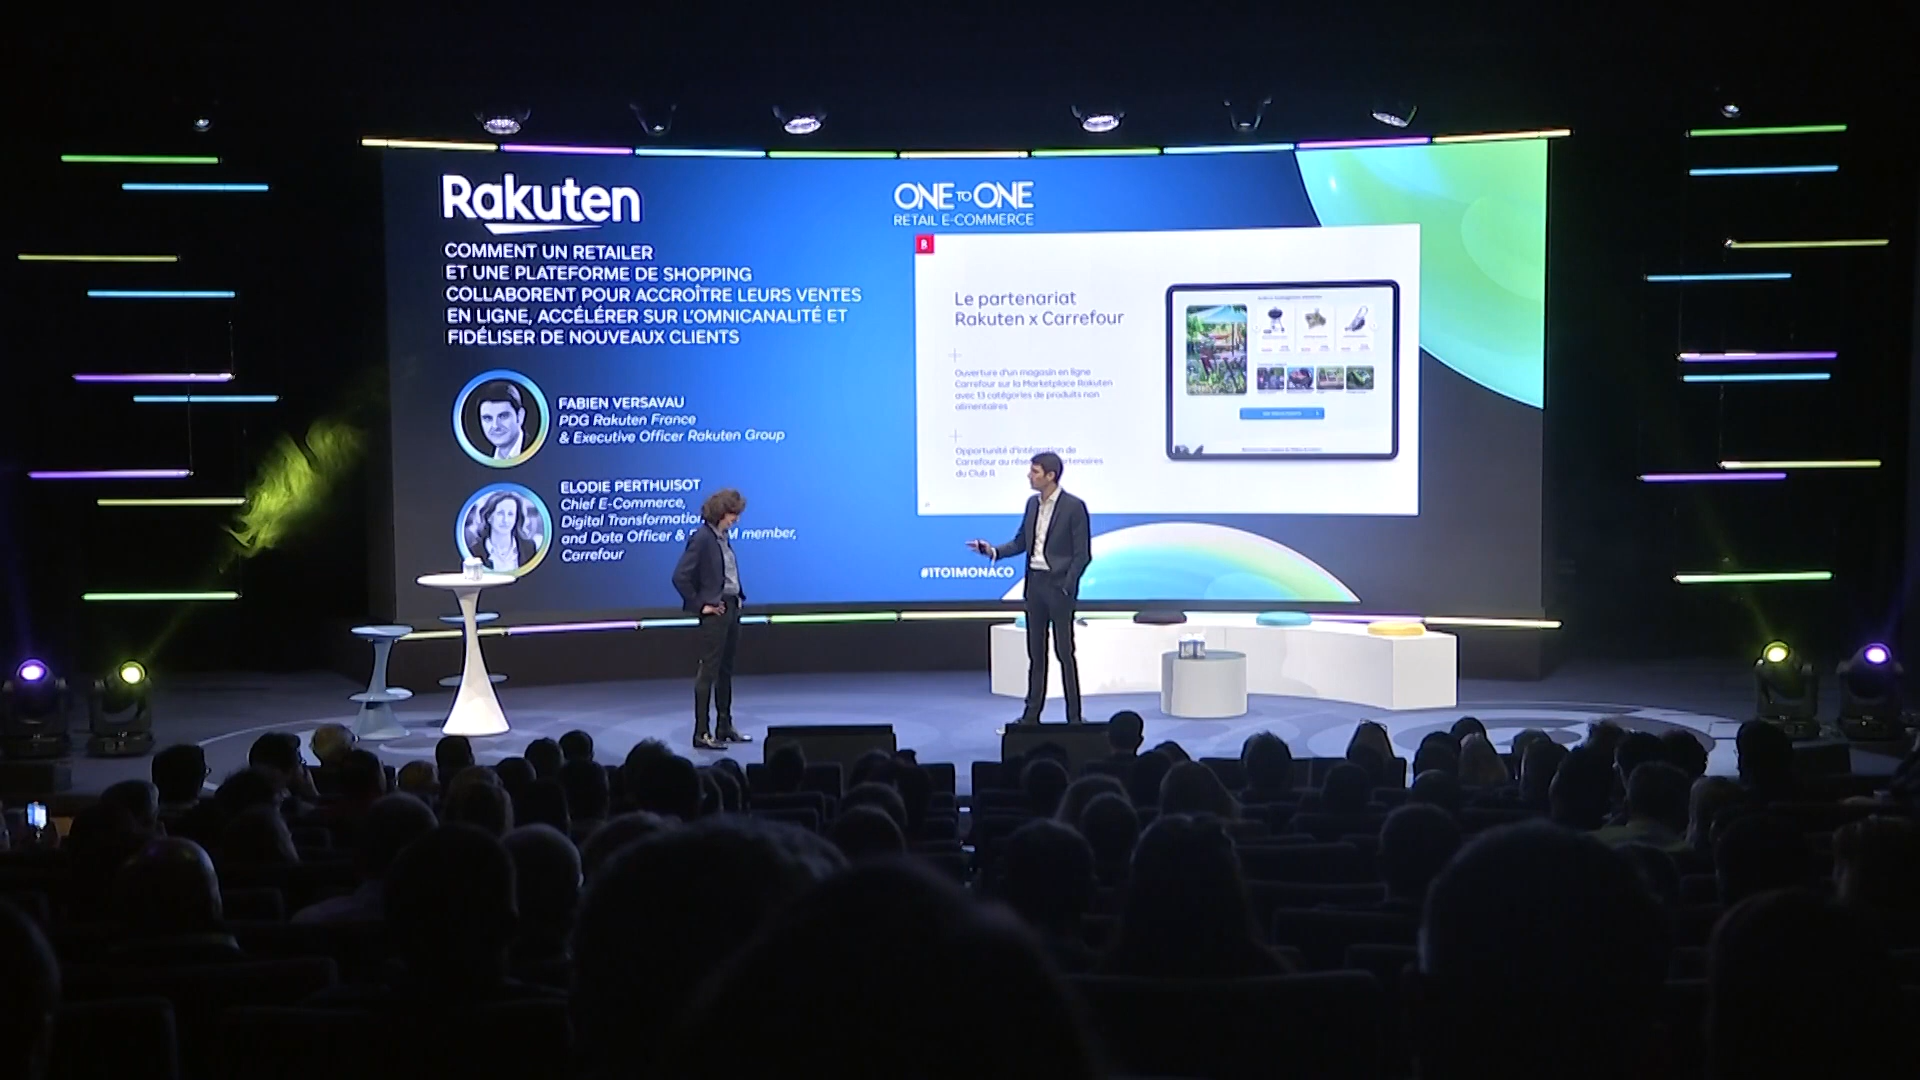 Rakuten
COMMENT UN RETAILER
ET UNE PLATEFORME DE SHOPPING
COLLABORENT POUR ACCROÎTRE LEURS VENTES
EN LIGNE, ACCÉLÉRER SUR L'OMNICANALITÉ ET
FIDÉLISER DE NOUVEAUX CLIENTS
FABIEN VERSAVAU
PDG Rakuten France
& Executive Officer Rakuten Group
ELODIE PERTHUISOT
Chief E-Commerce,
Digital Transformation
and Data Officer & M member,
Carrefour
ONE TO ONE
RETAIL E-COMMERCE
R
Le partenariat
Rakuten x Carrefour
Ouverture d'un magasin en ligne
Carrefour sur la Marketplace Rakuten
avec 13 catégories de produits non
alimentaires
Opportunité d'intégration de
Carrefour au
du Club R
#1TO1MONACO